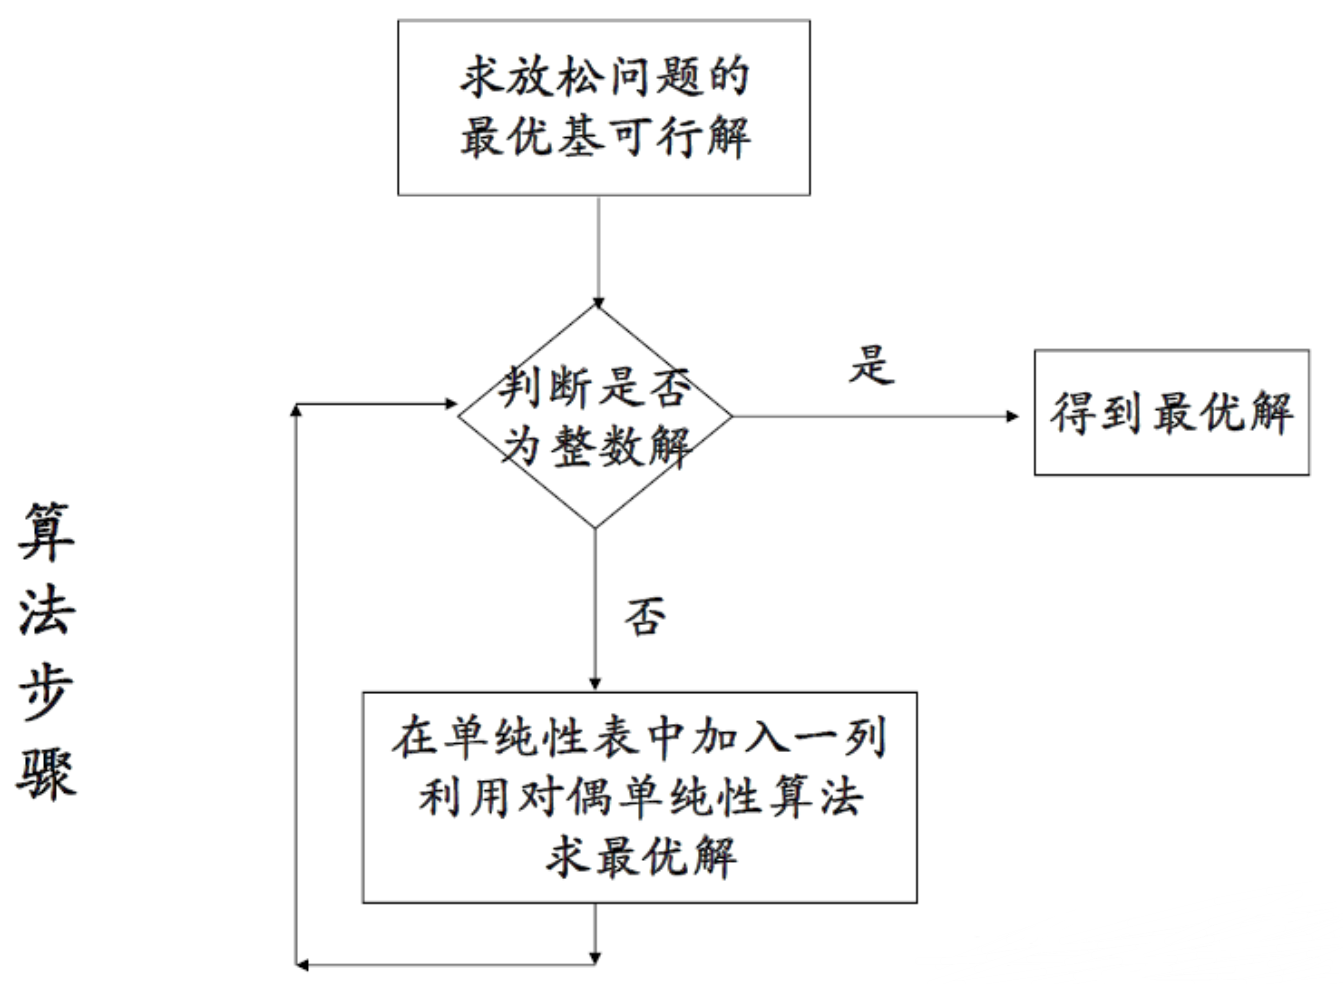 求放松问题的
最优基可行解
判断是否
为整数解
是
得到最优解
否
在单纯性表中加入一列
利用对偶单纯性算法
求最优解
算
法
步
骤